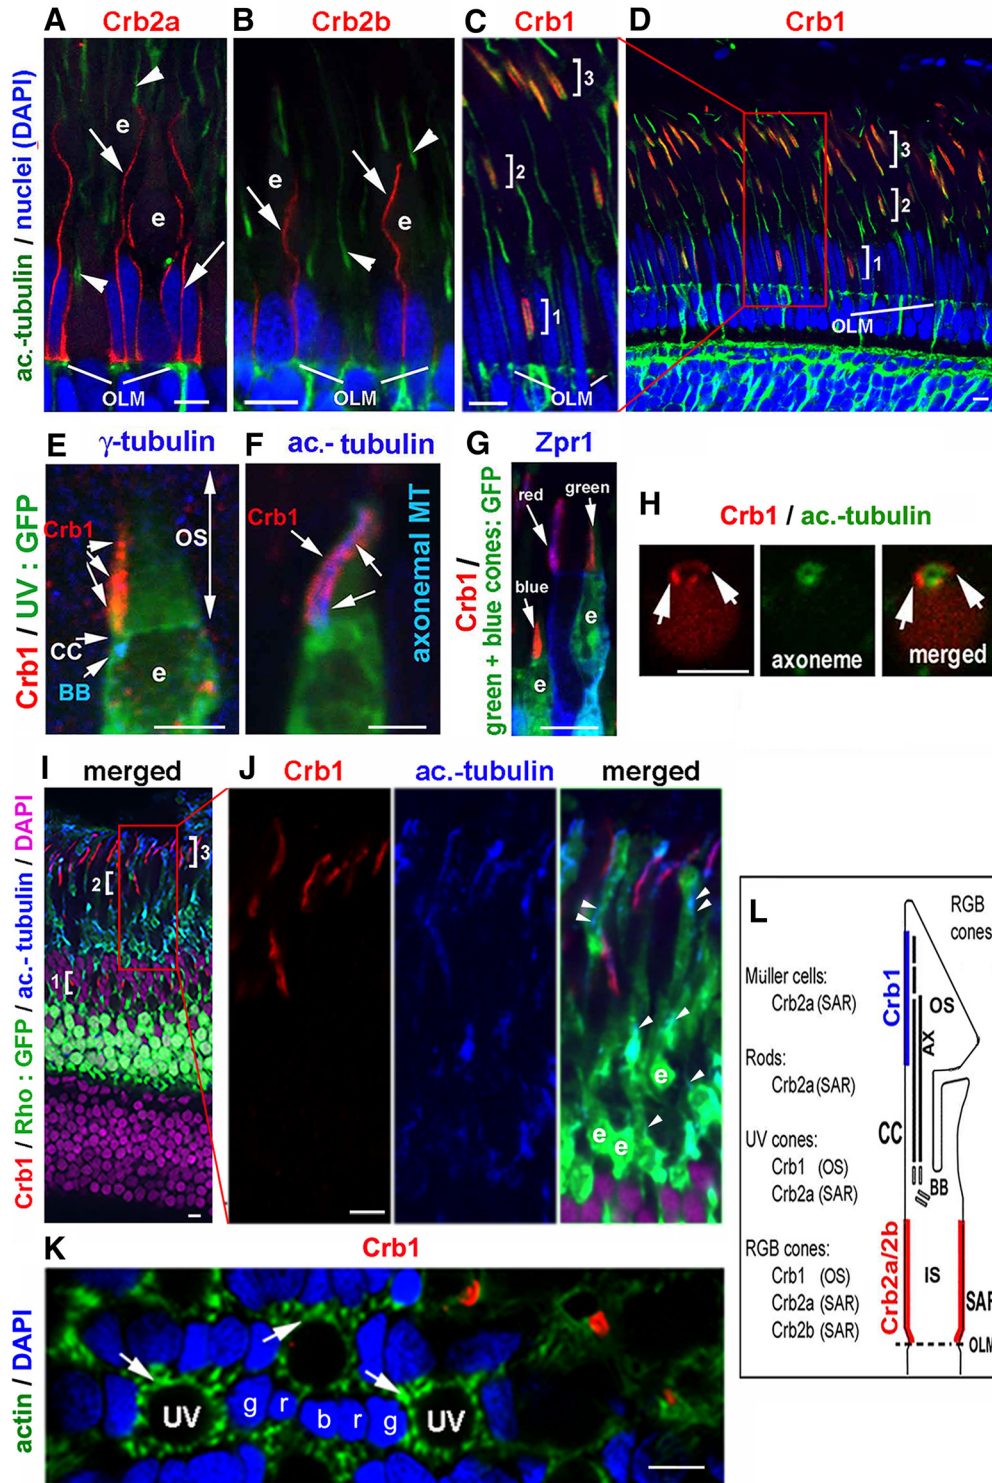 A Crb2a
B Crb2b
C Crb1
D Crb1
ac.-tubulin / nuclei (DAPI)
e
e
OLM
e
e
OLM
3
2
1
OLM
3
2
1
OLM
E γ-tubulin
F ac.- tubulin
G Zpr1
H
Crb1 / ac.-tubulin
Crb1 / UV : GFP
Crb1
OS
CC
BB
e
Crb1
axonemal MT
Crb1 /
green + blue cones: GFP
red
green
blue
e
e
axoneme
merged
I merged
J Crb1
ac.-tubulin
merged
Crb1 / Rho : GFP / ac.- tubulin / DAPI
3
2
1
e
e
e
K Crb1
actin / DAPI
UV
g
r
b
r
g
UV
L
RGB
cones
Müller cells:
Crb2a (SAR)
Rods:
Crb2a (SAR)
UV cones:
Crb1 (OS)
Crb2a (SAR)
RGB cones:
Crb1 (OS)
Crb2a (SAR)
Crb2b (SAR)
Crb1
OS
AX
CC
BB
Crb2a/2b
IS
SAR
OLM